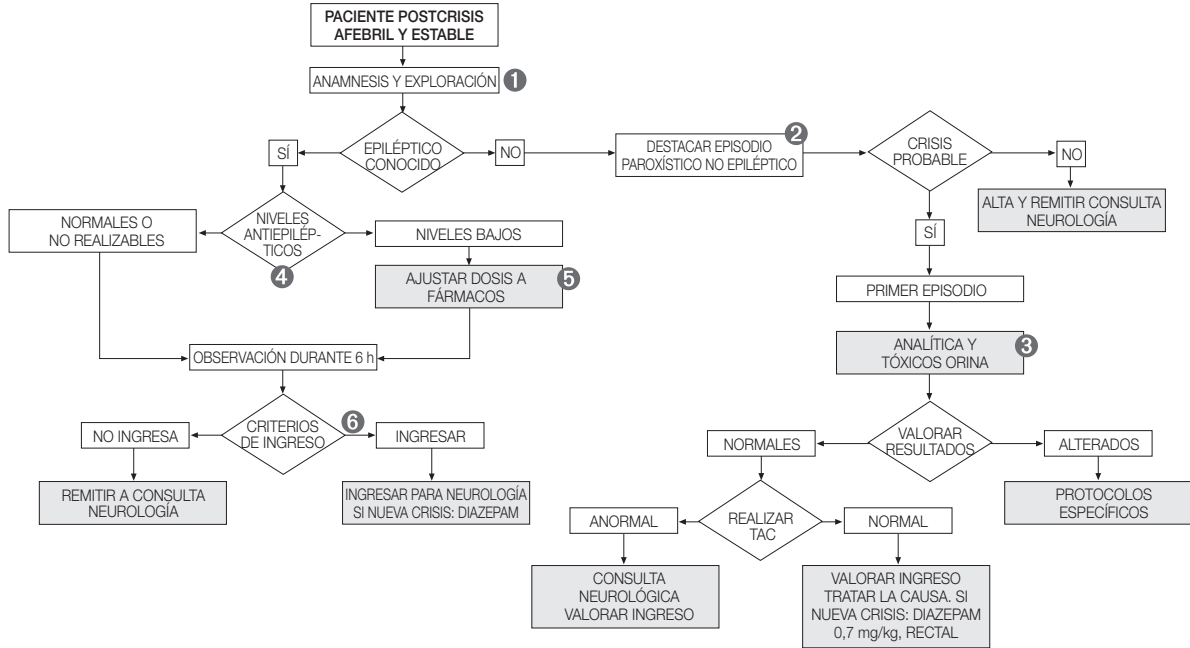 PACIENTE POSTCRISIS
AFEBRIL Y ESTABLE
ANAMNESIS Y EXPLORACIÓN
1
EPILÉPTICO
CONOCIDO
SÍ
NO
DESTACAR EPISODIO
PAROXÍSTICO NO EPILÉPTICO
2
CRISIS
PROBABLE
NO
ALTA Y REMITIR CONSULTA
NEUROLOGÍA
SÍ
PRIMER EPISODIO
ANALÍTICA Y
TÓXICOS ORINA
3
VALORAR
RESULTADOS
NORMALES
ALTERADOS
PROTOCOLOS
ESPECÍFICOS
REALIZAR
TAC
ANORMAL
NORMAL
CONSULTA
NEUROLÓGICA
VALORAR INGRESO
VALORAR INGRESO
TRATAR LA CAUSA. SI
NUEVA CRISIS: DIAZEPAM
0,7 mg/kg, RECTAL
NIVELES
ANTIEPILÉP-
TICOS
4
NORMALES O
NO REALIZABLES
NIVELES BAJOS
AJUSTAR DOSIS A
FÁRMACOS
5
OBSERVACIÓN DURANTE 6 h
CRITERIOS
DE INGRESO
6
NO INGRESA
INGRESAR
REMITIR A CONSULTA
NEUROLOGÍA
INGRESAR PARA NEUROLOGÍA
SI NUEVA CRISIS: DIAZEPAM